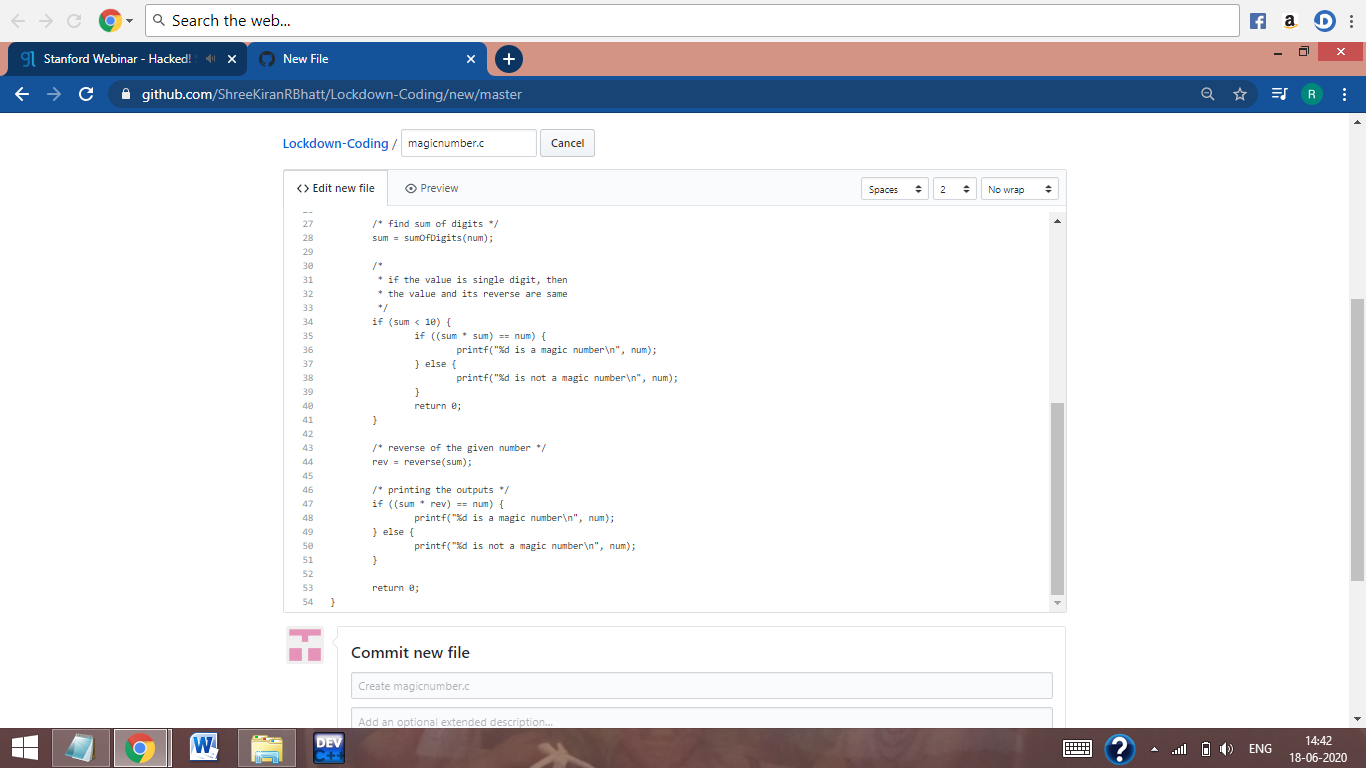 Search the web...
Stanford Webinar - Hacked!
New File
github.com/ShreeKiranRBhatt/Lockdown-Coding/new/master
R
Lockdown-Coding / magicnumber.c Cancel
<> Edit new file Preview Spaces 2 No wrap
27 /* find sum of digits */
28 sum = sumOfDigits(num);
29
30 /*
31 * if the value is single digit, then
32 * the value and its reverse are same
33 */
34 if (sum < 10) {
35 if ((sum * sum) == num) {
36 printf("%d is a magic number\n", num);
37 } else {
38 printf("%d is not a magic number\n", num);
39 }
40 return 0;
41 }
42
43 /* reverse of the given number */
44 rev = reverse(sum);
45
46 /* printing the outputs */
47 if ((sum * rev) == num) {
48 printf("%d is a magic number\n", num);
49 } else {
50 printf("%d is not a magic number\n", num);
51 }
52
53 return 0;
54 }
Commit new file
Create magicnumber.c
Add an optional extended description...
DEV C++
ENG
14:42
18-06-2020